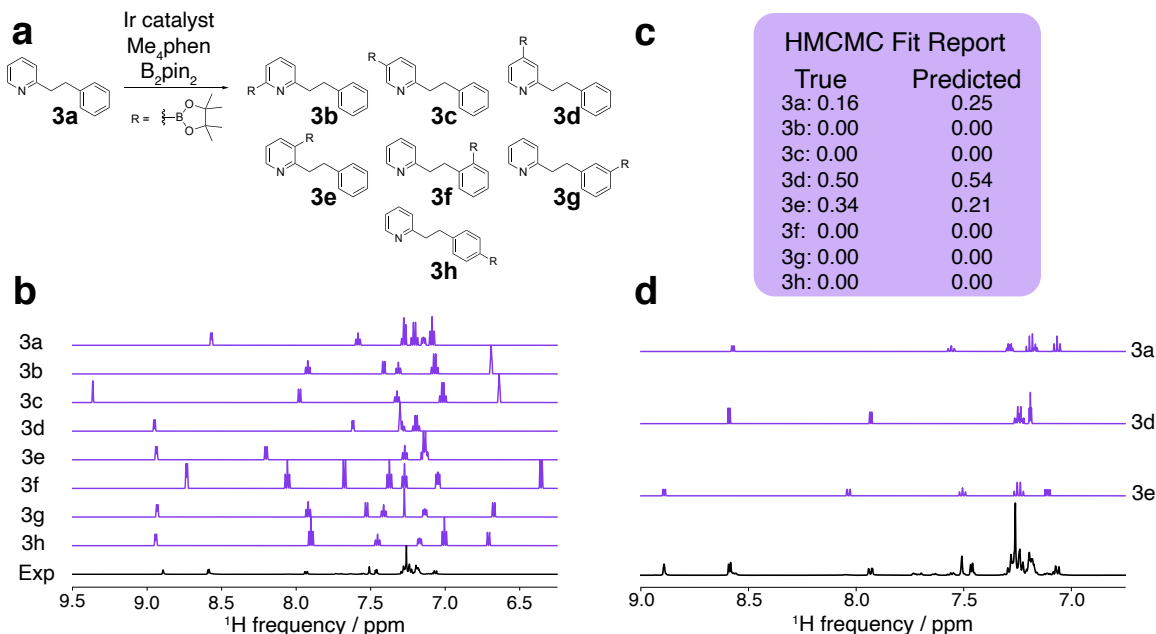 a
Ir catalyst
Me4phen
B2pin2
3a
R =
B
O
O
N
R
3b
R
3c
R
3d
R
3e
R
3f
R
3g
R
3h
b
3a
3b
3c
3d
3e
3f
3g
3h
Exp
9.5 9.0 8.5 8.0 7.5 7.0 6.5
1H frequency / ppm
c
HMCMC Fit Report
True Predicted
3a: 0.16 0.25
3b: 0.00 0.00
3c: 0.00 0.00
3d: 0.50 0.54
3e: 0.34 0.21
3f: 0.00 0.00
3g: 0.00 0.00
3h: 0.00 0.00
d
3a
3d
3e
9.0 8.5 8.0 7.5 7.0
1H frequency / ppm